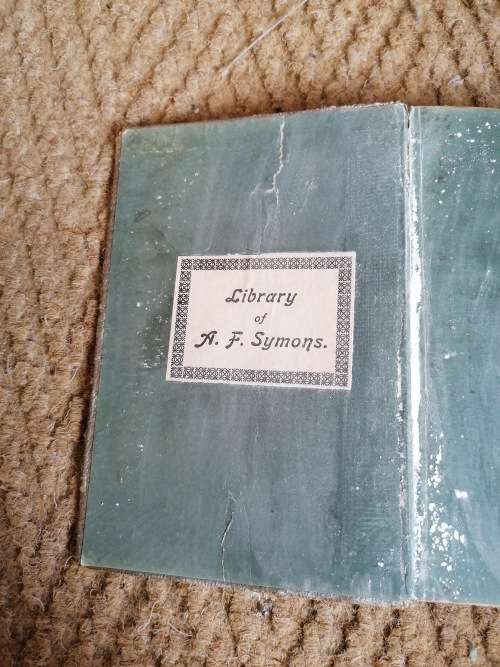 Library
of
A. F. Symons.